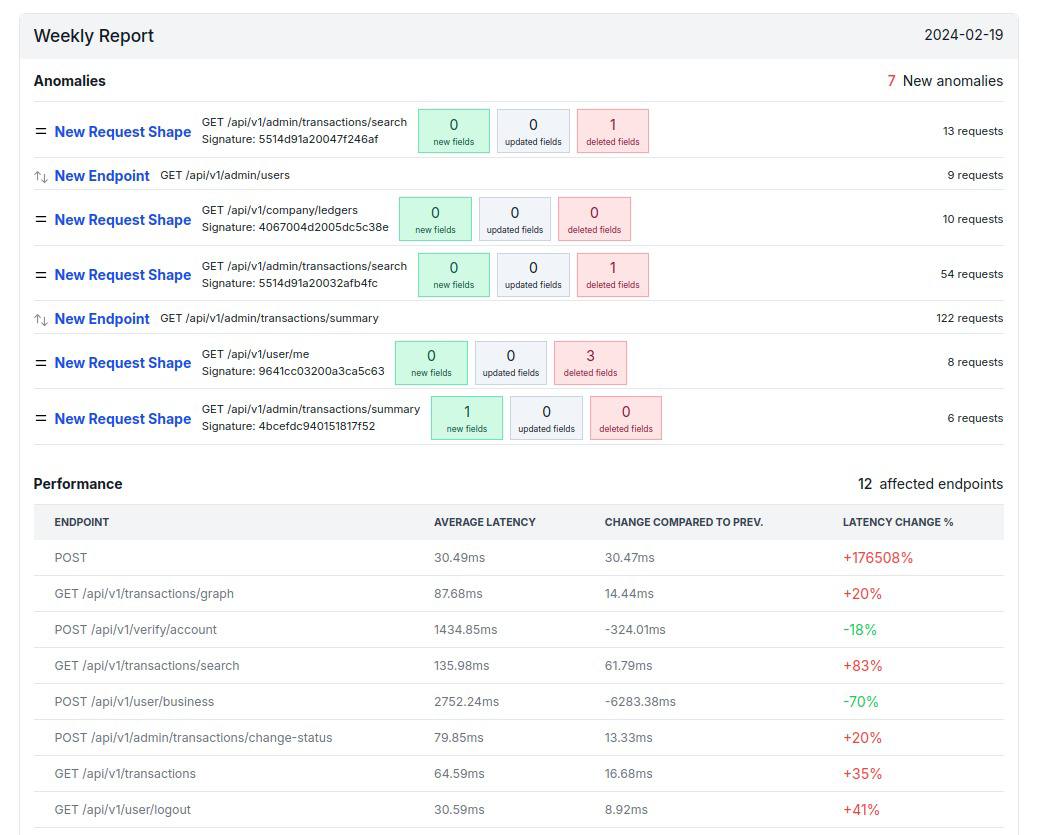 Weekly Report 2024-02-19
Anomalies 7 New anomalies
New Request Shape GET /api/v1/admin/transactions/search 0 0 1 13 requests
Signature: 5514d91a20047f246af new fields updated fields deleted fields
New Endpoint GET /api/v1/admin/users 9 requests
New Request Shape GET /api/v1/company/ledgers 0 0 0 10 requests
Signature: 4067004d2005dc5c38e new fields updated fields deleted fields
New Request Shape GET /api/v1/admin/transactions/search 0 0 1 54 requests
Signature: 5514d91a20032afb4fc new fields updated fields deleted fields
New Endpoint GET /api/v1/admin/transactions/summary 122 requests
New Request Shape GET /api/v1/user/me 0 0 3 8 requests
Signature: 9641cc03200a3ca5c63 new fields updated fields deleted fields
New Request Shape GET /api/v1/admin/transactions/summary 1 0 0 6 requests
Signature: 4bcefdc940151817f52 new fields updated fields deleted fields
Performance 12 affected endpoints
ENDPOINT AVERAGE LATENCY CHANGE COMPARED TO PREV. LATENCY CHANGE %
POST 30.49ms 30.47ms +176508%
GET /api/v1/transactions/graph 87.68ms 14.44ms +20%
POST /api/v1/verify/account 1434.85ms -324.01ms -18%
GET /api/v1/transactions/search 135.98ms 61.79ms +83%
POST /api/v1/user/business 2752.24ms -6283.38ms -70%
POST /api/v1/admin/transactions/change-status 79.85ms 13.33ms +20%
GET /api/v1/transactions 64.59ms 16.68ms +35%
GET /api/v1/user/logout 30.59ms 8.92ms +41%